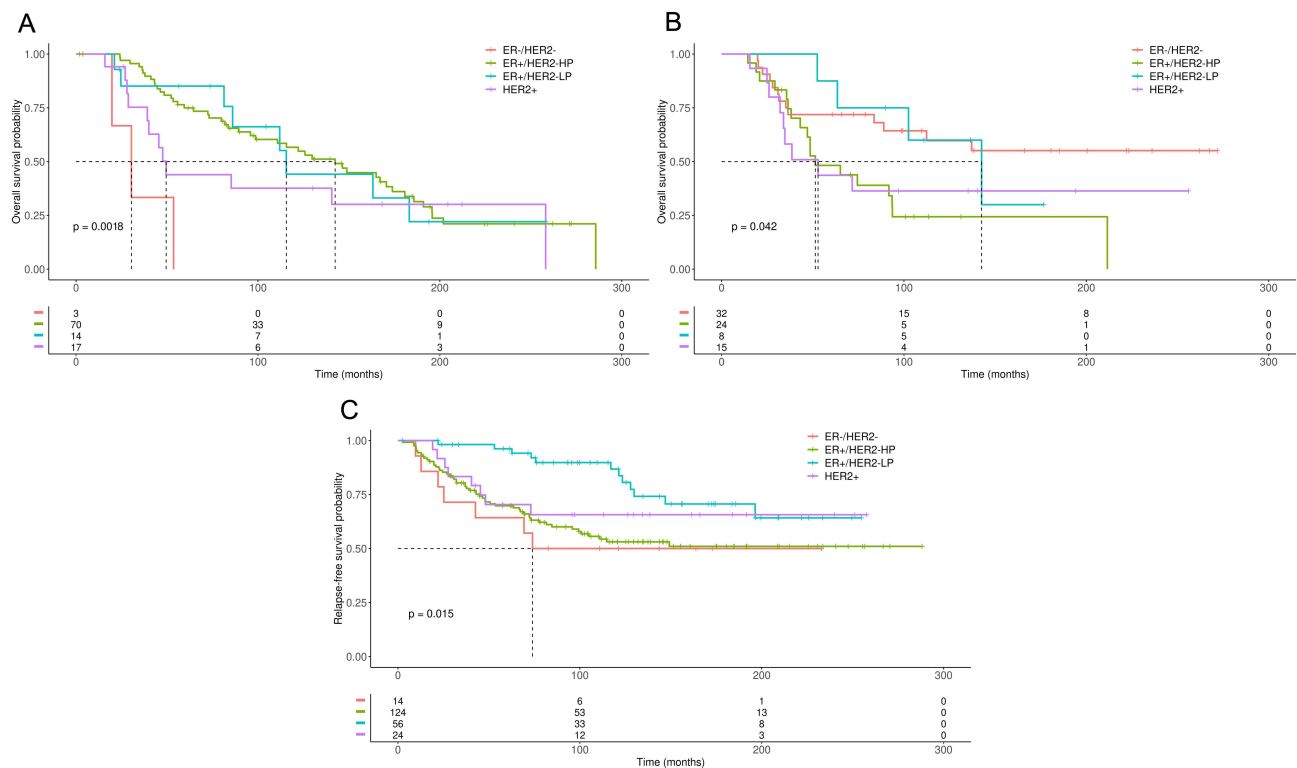 A
Overall survival probability
1.00
0.75
0.50
0.25
0.00
p = 0.0018
ER-/HER2-
ER+/HER2-HP
ER+/HER2-LP
HER2+
0 100 200 300
3 0 0 0
70 33 9 0
14 7 1 0
17 6 3 0
0 100 200 300
Time (months)
B
Overall survival probability
1.00
0.75
0.50
0.25
0.00
p = 0.042
ER-/HER2-
ER+/HER2-HP
ER+/HER2-LP
HER2+
0 100 200 300
32 15 8 0
24 5 1 0
8 5 0 0
15 4 1 0
0 100 200 300
Time (months)
C
Relapse-free survival probability
1.00
0.75
0.50
0.25
0.00
p = 0.015
ER-/HER2-
ER+/HER2-HP
ER+/HER2-LP
HER2+
0 100 200 300
14 6 1 0
124 53 13 0
56 33 8 0
24 12 3 0
0 100 200 300
Time (months)